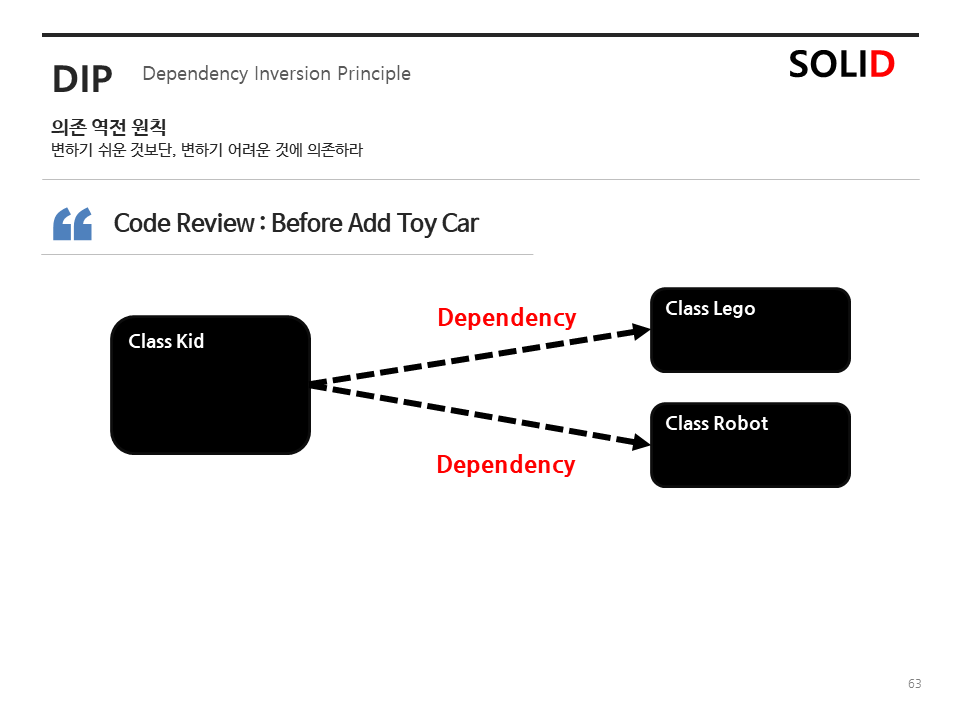 DIP
Dependency Inversion Principle
SOLID
의존 역전 원칙
변하기 쉬운 것보단, 변하기 어려운 것에 의존하라
Code Review : Before Add Toy Car
Class Kid
Dependency
Dependency
Class Lego
Class Robot
63